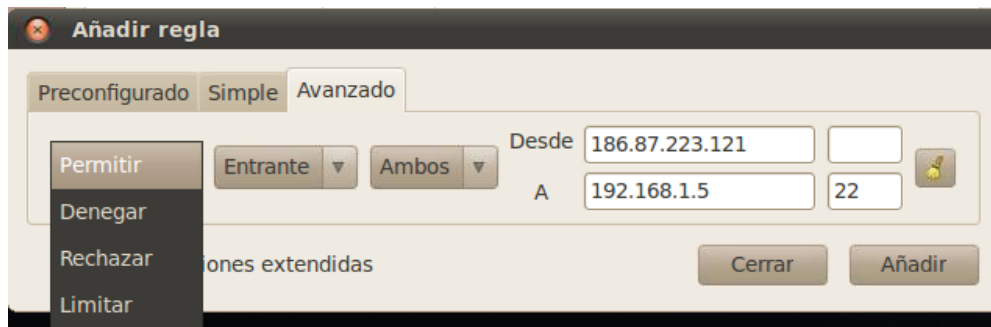 Añadir regla
Preconfigurado Simple Avanzado
Permitir Entrante Ambos Desde 186.87.223.121
A 192.168.1.5 22
Denegar
Rechazar iones extendidas Cerrar Añadir
Limitar